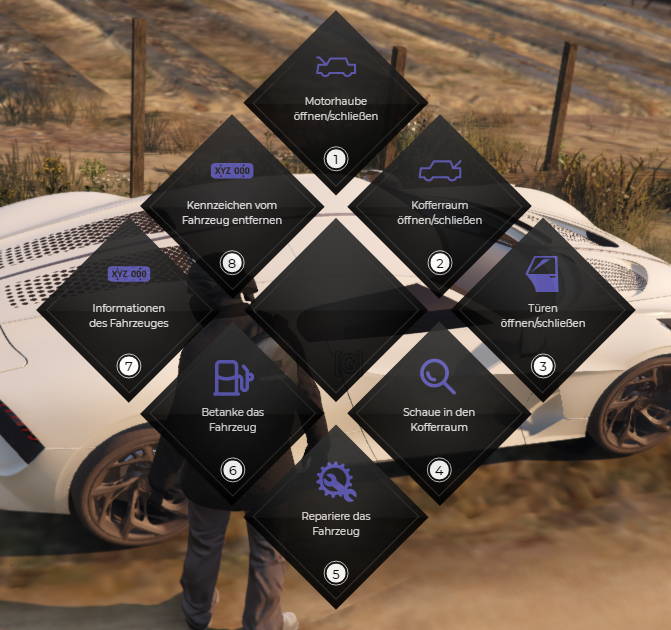 Motorhaube
öffnen/schließen
1
XYZ 000
Kennzeichen vom
Fahrzeug entfernen
8
Kofferraum
öffnen/schließen
2
XYZ 000
Informationen
des Fahrzeuges
7
Türen
öffnen/schließen
3
Betanke das
Fahrzeug
6
Schaue in den
Kofferraum
4
Repariere das
Fahrzeug
5